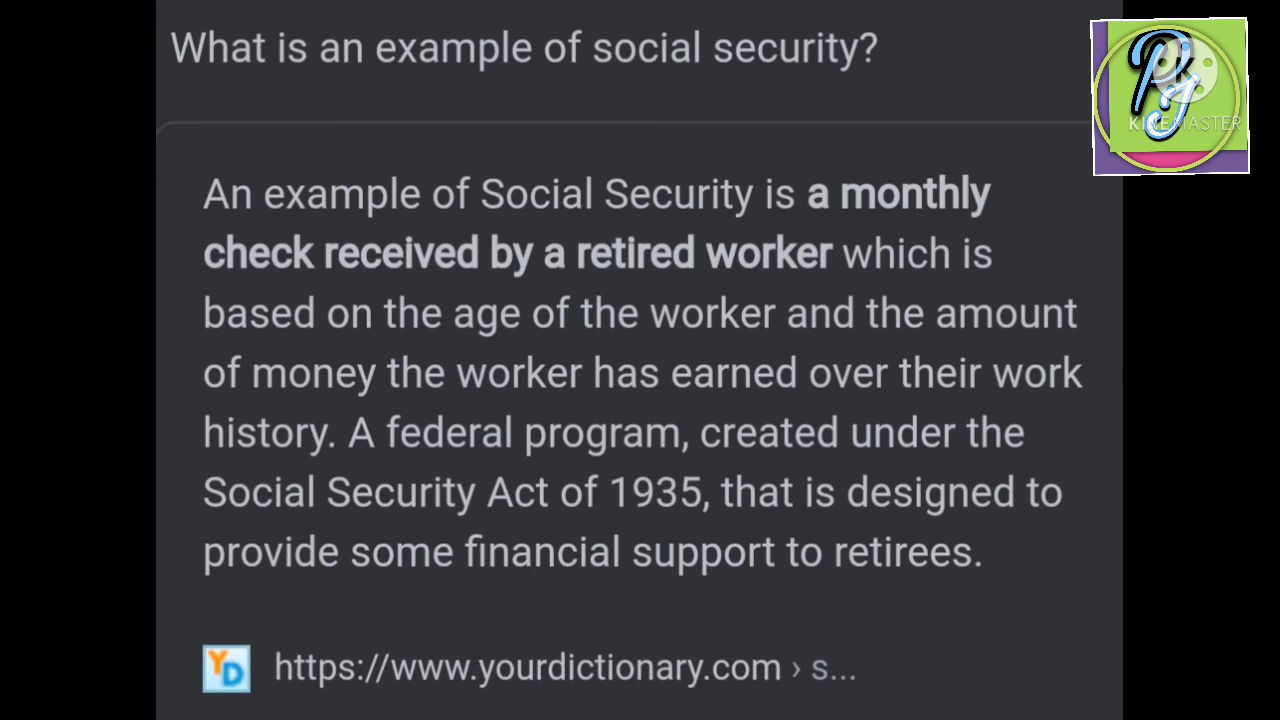 What is an example of social security?
KINEMASTER
An example of Social Security is a monthly
check received by a retired worker which is
based on the age of the worker and the amount
of money the worker has earned over their work
history. A federal program, created under the
Social Security Act of 1935, that is designed to
provide some financial support to retirees.
YD https://www.yourdictionary.com › s...